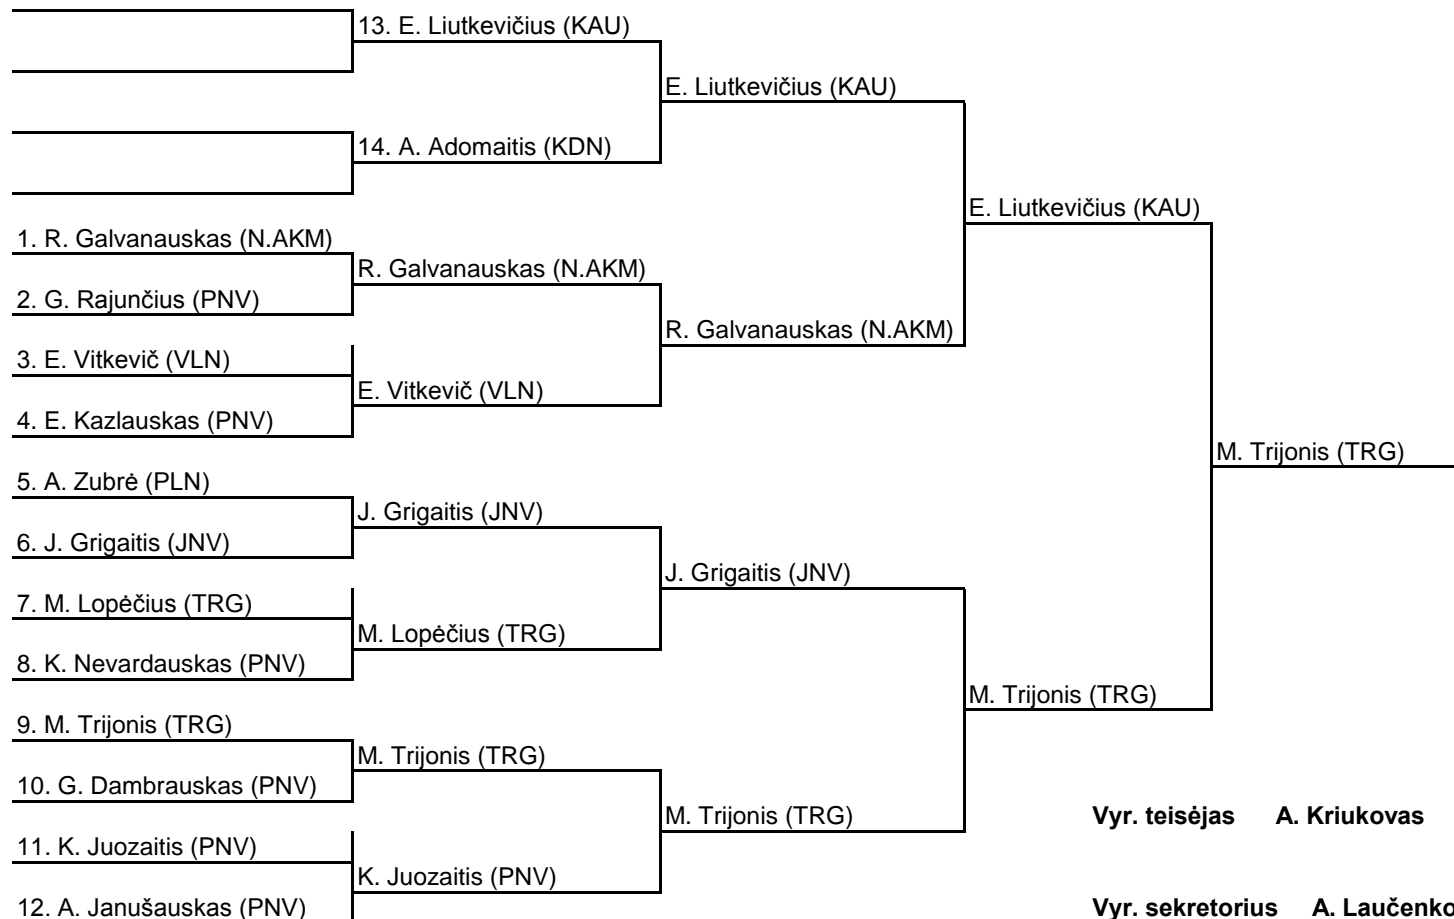 13. E. Liutkevičius (KAU)
E. Liutkevičius (KAU)
14. A. Adomaitis (KDN)
E. Liutkevičius (KAU)
1. R. Galvanauskas (N.AKM)
R. Galvanauskas (N.AKM)
2. G. Rajunčius (PNV)
R. Galvanauskas (N.AKM)
3. E. Vitkevič (VLN)
E. Vitkevič (VLN)
4. E. Kazlauskas (PNV)
M. Trijonis (TRG)
5. A. Zubrė (PLN)
J. Grigaitis (JNV)
6. J. Grigaitis (JNV)
J. Grigaitis (JNV)
7. M. Lopėčius (TRG)
M. Lopėčius (TRG)
8. K. Nevardauskas (PNV)
M. Trijonis (TRG)
9. M. Trijonis (TRG)
M. Trijonis (TRG)
10. G. Dambrauskas (PNV)
M. Trijonis (TRG)
Vyr. teisėjas A. Kriukovas
11. K. Juozaitis (PNV)
K. Juozaitis (PNV)
12. A. Janušauskas (PNV)
Vyr. sekretorius A. Laučenko